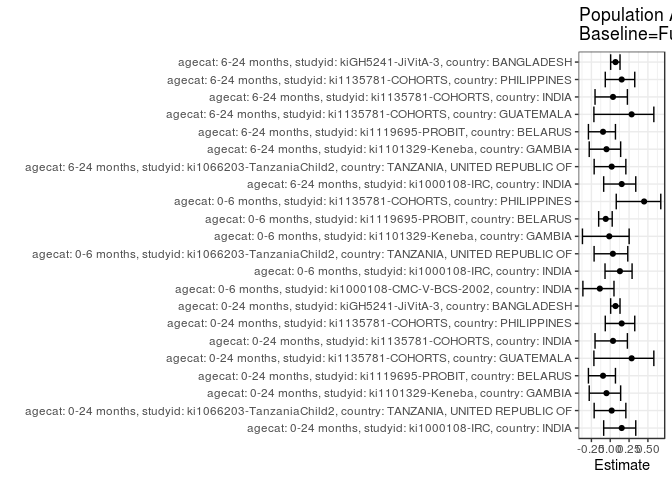 Population A
Baseline=Fu
agecat: 6-24 months, studyid: kiGH5241-JiVitA-3, country: BANGLADESH
agecat: 6-24 months, studyid: ki1135781-COHORTS, country: PHILIPPINES
agecat: 6-24 months, studyid: ki1135781-COHORTS, country: INDIA
agecat: 6-24 months, studyid: ki1135781-COHORTS, country: GUATEMALA
agecat: 6-24 months, studyid: ki1119695-PROBIT, country: BELARUS
agecat: 6-24 months, studyid: ki1101329-Keneba, country: GAMBIA
agecat: 6-24 months, studyid: ki1066203-TanzaniaChild2, country: TANZANIA, UNITED REPUBLIC OF
agecat: 6-24 months, studyid: ki1000108-IRC, country: INDIA
agecat: 0-6 months, studyid: ki1135781-COHORTS, country: PHILIPPINES
agecat: 0-6 months, studyid: ki1119695-PROBIT, country: BELARUS
agecat: 0-6 months, studyid: ki1101329-Keneba, country: GAMBIA
agecat: 0-6 months, studyid: ki1066203-TanzaniaChild2, country: TANZANIA, UNITED REPUBLIC OF
agecat: 0-6 months, studyid: ki1000108-IRC, country: INDIA
agecat: 0-6 months, studyid: ki1000108-CMC-V-BCS-2002, country: INDIA
agecat: 0-24 months, studyid: kiGH5241-JiVitA-3, country: BANGLADESH
agecat: 0-24 months, studyid: ki1135781-COHORTS, country: PHILIPPINES
agecat: 0-24 months, studyid: ki1135781-COHORTS, country: INDIA
agecat: 0-24 months, studyid: ki1135781-COHORTS, country: GUATEMALA
agecat: 0-24 months, studyid: ki1119695-PROBIT, country: BELARUS
agecat: 0-24 months, studyid: ki1101329-Keneba, country: GAMBIA
agecat: 0-24 months, studyid: ki1066203-TanzaniaChild2, country: TANZANIA, UNITED REPUBLIC OF
agecat: 0-24 months, studyid: ki1000108-IRC, country: INDIA
-0.25 0.00 0.25 0.50
Estimate